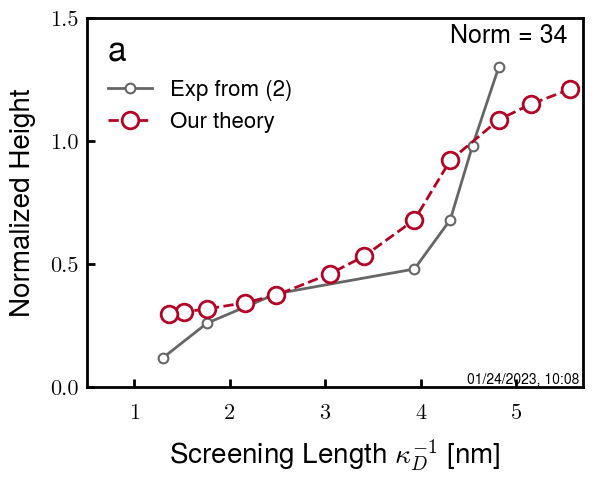 Norm = 34
a
Exp from (2)
Our theory
Normalized Height
1.5
1.0
0.5
0.0
01/24/2023, 10:08
1 2 3 4 5
Screening Length κ_D^{-1} [nm]